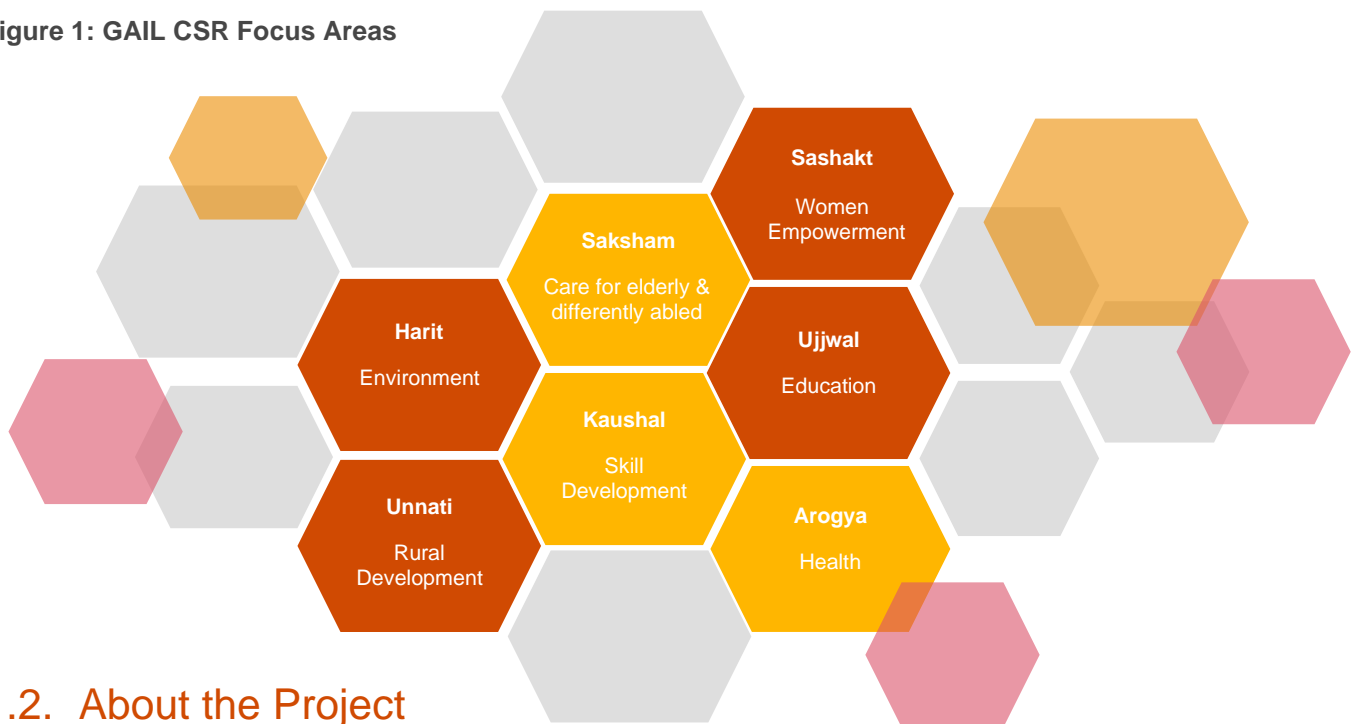 igure 1: GAIL CSR Focus Areas
Sashakt
Women
Empowerment
Saksham
Care for elderly &
differently abled
Harit
Environment
Ujjwal
Education
Kaushal
Skill
Development
Unnati
Rural
Development
Arogya
Health
.2. About the Project